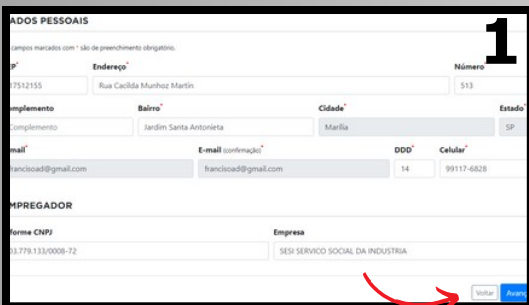 1
ADOS PESSOAIS
campos marcados com * são de preenchimento obrigatório.
EP* Endereço* Número*
17512155 Rua Cacilda Munhoz Martin 513
mplemento Bairro* Cidade* Estado*
Complemento Jardim Santa Antonieta Marília SP
mail* E-mail (confirmação)* DDD* Celular*
francisoad@gmail.com francisoad@gmail.com 14 99117-6828
MPREGADOR
forme CNPJ Empresa
03.779.133/0008-72 SESI SERVICO SOCIAL DA INDUSTRIA
Voltar Avanç